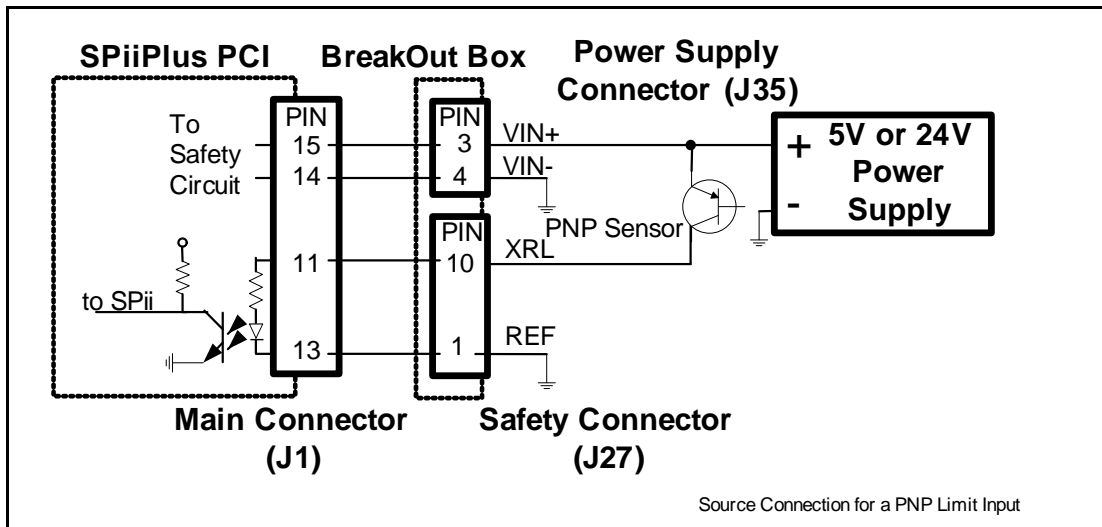 SPiiPlus PCI
BreakOut Box
Power Supply
Connector (J35)
To
Safety
Circuit
PIN
15
14
11
13
PIN
3
4
VIN+
VIN-
PIN
10
1
XRL
REF
PNP Sensor
+
-
5V or 24V
Power
Supply
to SPii
Main Connector
(J1)
Safety Connector
(J27)
Source Connection for a PNP Limit Input